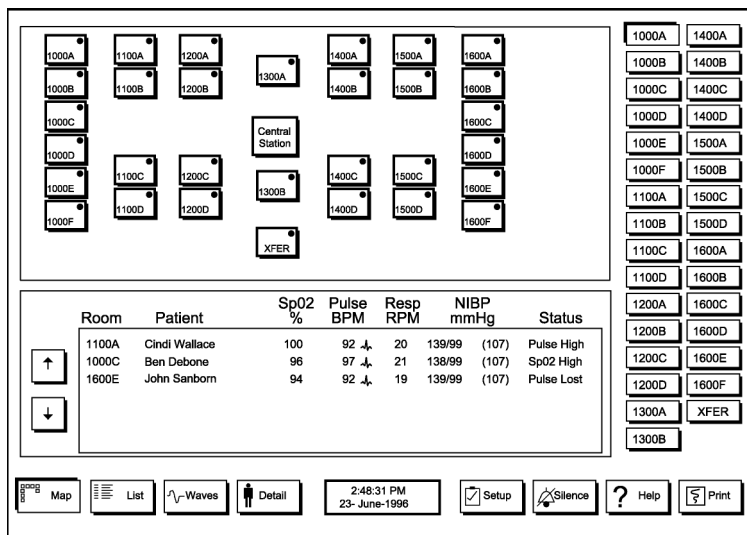 1000A 1100A 1200A 1300A 1400A 1500A 1600A
1000B 1100B 1200B 1400B 1500B 1600B
1000C 1600C
Central
Station
1000D 1600D
1000E 1100C 1200C 1300B 1400C 1500C 1600E
1000F 1100D 1200D 1400D 1500D 1600F
XFER
Sp02 Pulse Resp NIBP
Room Patient % BPM RPM mmHg Status
1100A Cindi Wallace 100 92 20 139/99 (107) Pulse High
1000C Ben Debone 96 97 21 138/99 (107) Sp02 High
1600E John Sanborn 94 92 19 139/99 (107) Pulse Lost
1000A 1400A
1000B 1400B
1000C 1400C
1000D 1400D
1000E 1500A
1000F 1500B
1100A 1500C
1100B 1500D
1100C 1600A
1100D 1600B
1200A 1600C
1200B 1600D
1200C 1600E
1200D 1600F
1300A XFER
1300B
Map List Waves Detail
2:48:31 PM
23- June-1996
Setup Silence ? Help Print